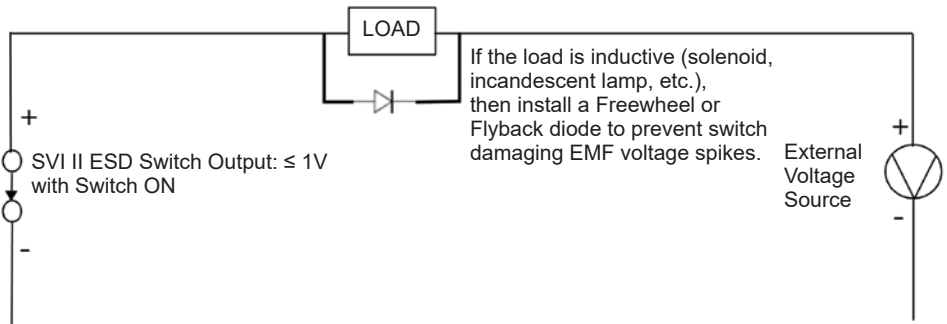 LOAD
If the load is inductive (solenoid,
incandescent lamp, etc.),
then install a Freewheel or
Flyback diode to prevent switch
damaging EMF voltage spikes.
+
SVI II ESD Switch Output: ≤ 1V
with Switch ON
-
+
External
Voltage
Source
-